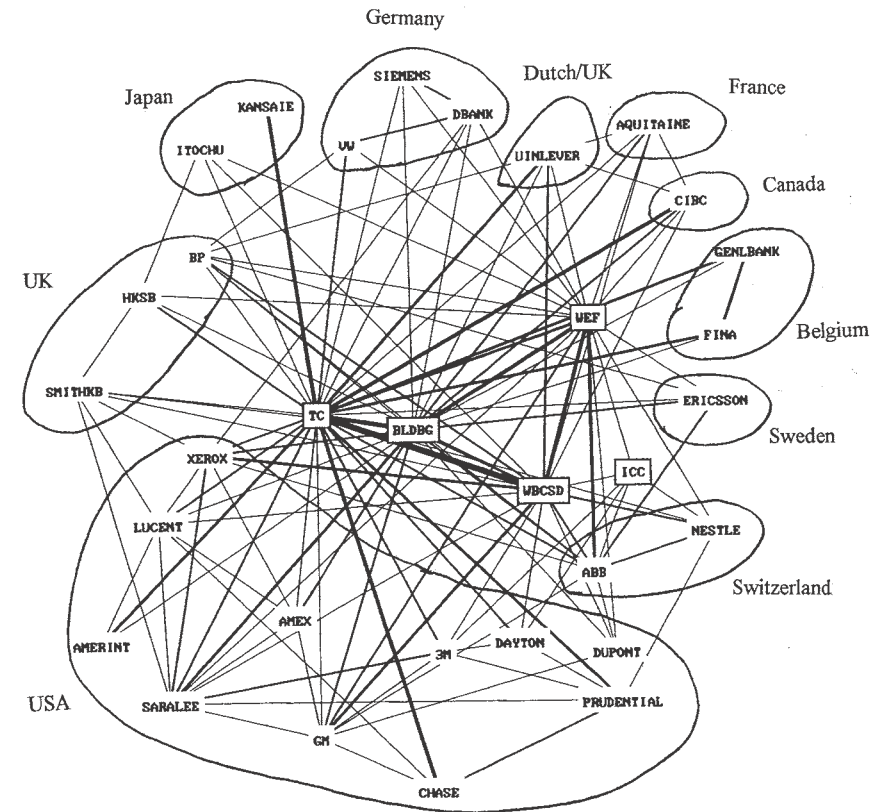 Germany
SIEMENS
Dutch/UK
France
Japan
KANSAIE
DBANK
AQUITAINE
VW
ITOCHU
UINLEVER
Canada
CIBC
GENLBANK
BP
UK
HKSB
WEF
Belgium
FINA
SMITHKB
ERICSSON
TC
BLDBG
Sweden
XEROX
ICC
WBCSD
LUCENT
NESTLE
ABB
Switzerland
AMEX
AMERINT
3M
DAYTON
DUPONT
USA
SARALEE
PRUDENTIAL
GM
CHASE